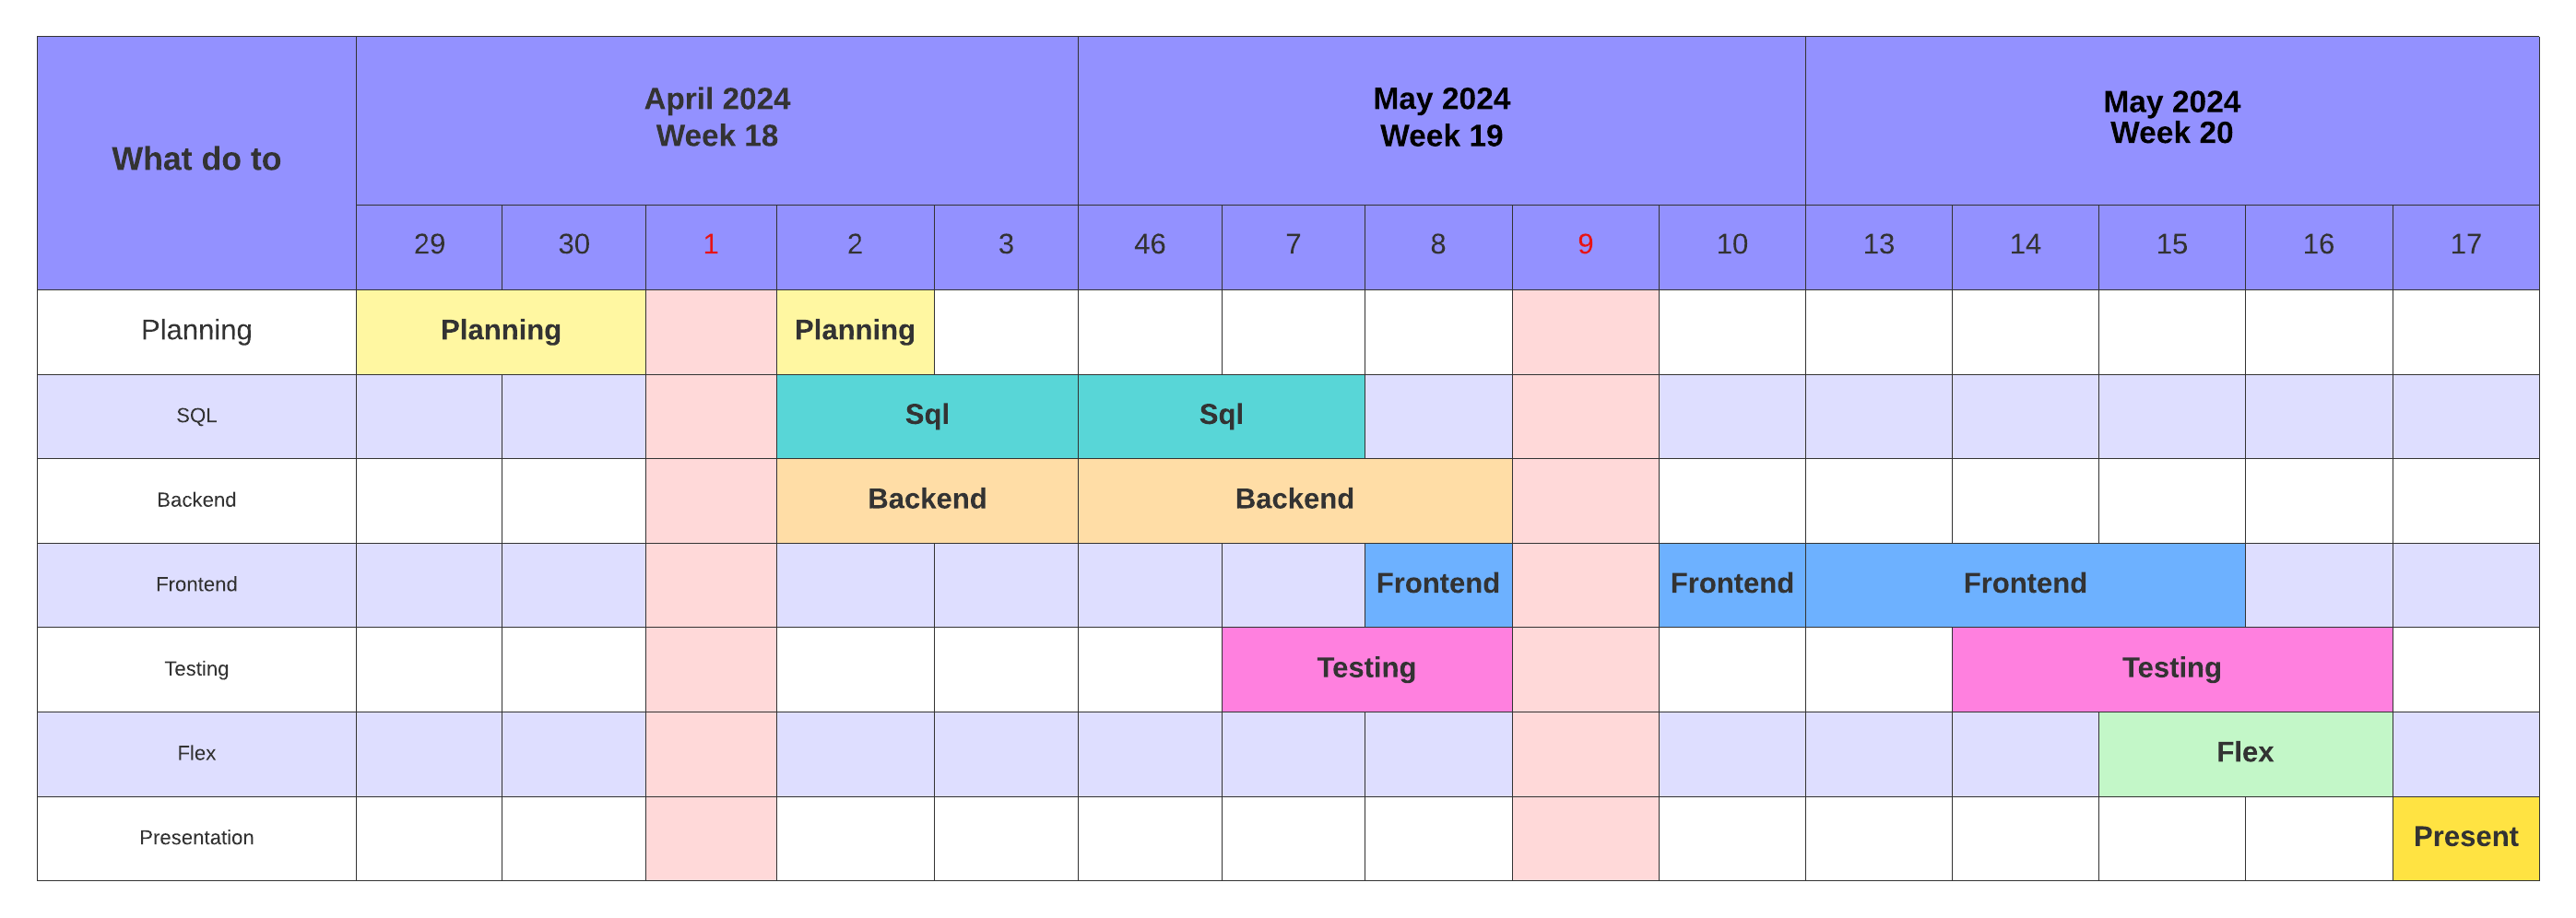 What do to
April 2024
Week 18
May 2024
Week 19
May 2024
Week 20
29 30 1 2 3 46 7 8 9 10 13 14 15 16 17
Planning Planning Planning
SQL Sql Sql
Backend Backend Backend
Frontend Frontend Frontend Frontend
Testing Testing Testing
Flex Flex
Presentation Present